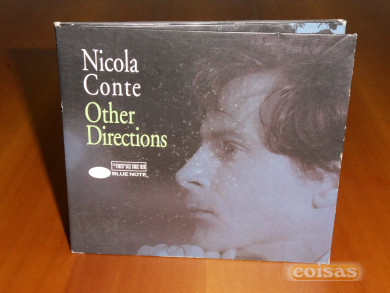 Nicola
Conte
Other
Directions
BLUE NOTE
coisas